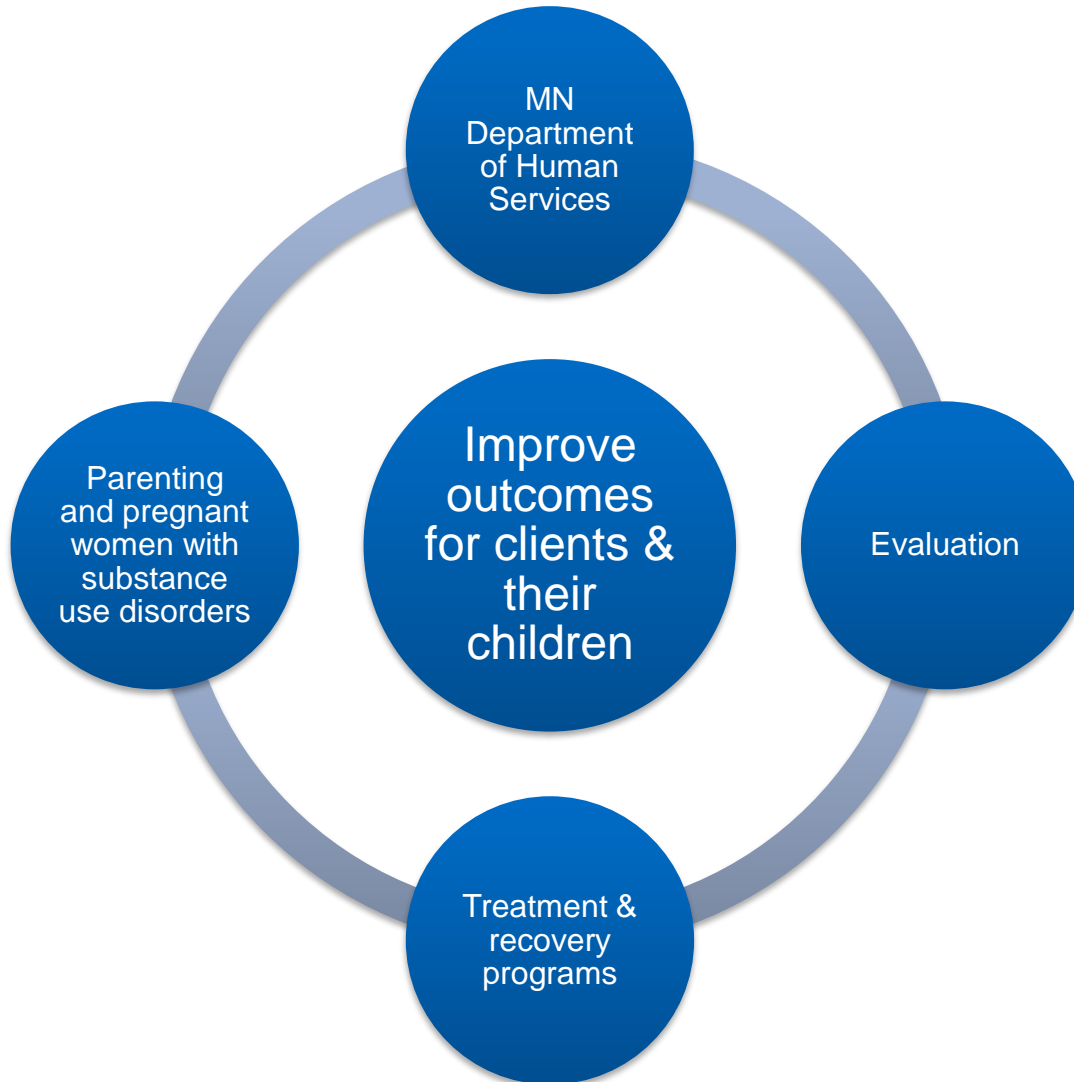 MN
Department
of Human
Services
Parenting
and pregnant
women with
substance
use disorders
Improve
outcomes
for clients &
their
children
Evaluation
Treatment &
recovery
programs